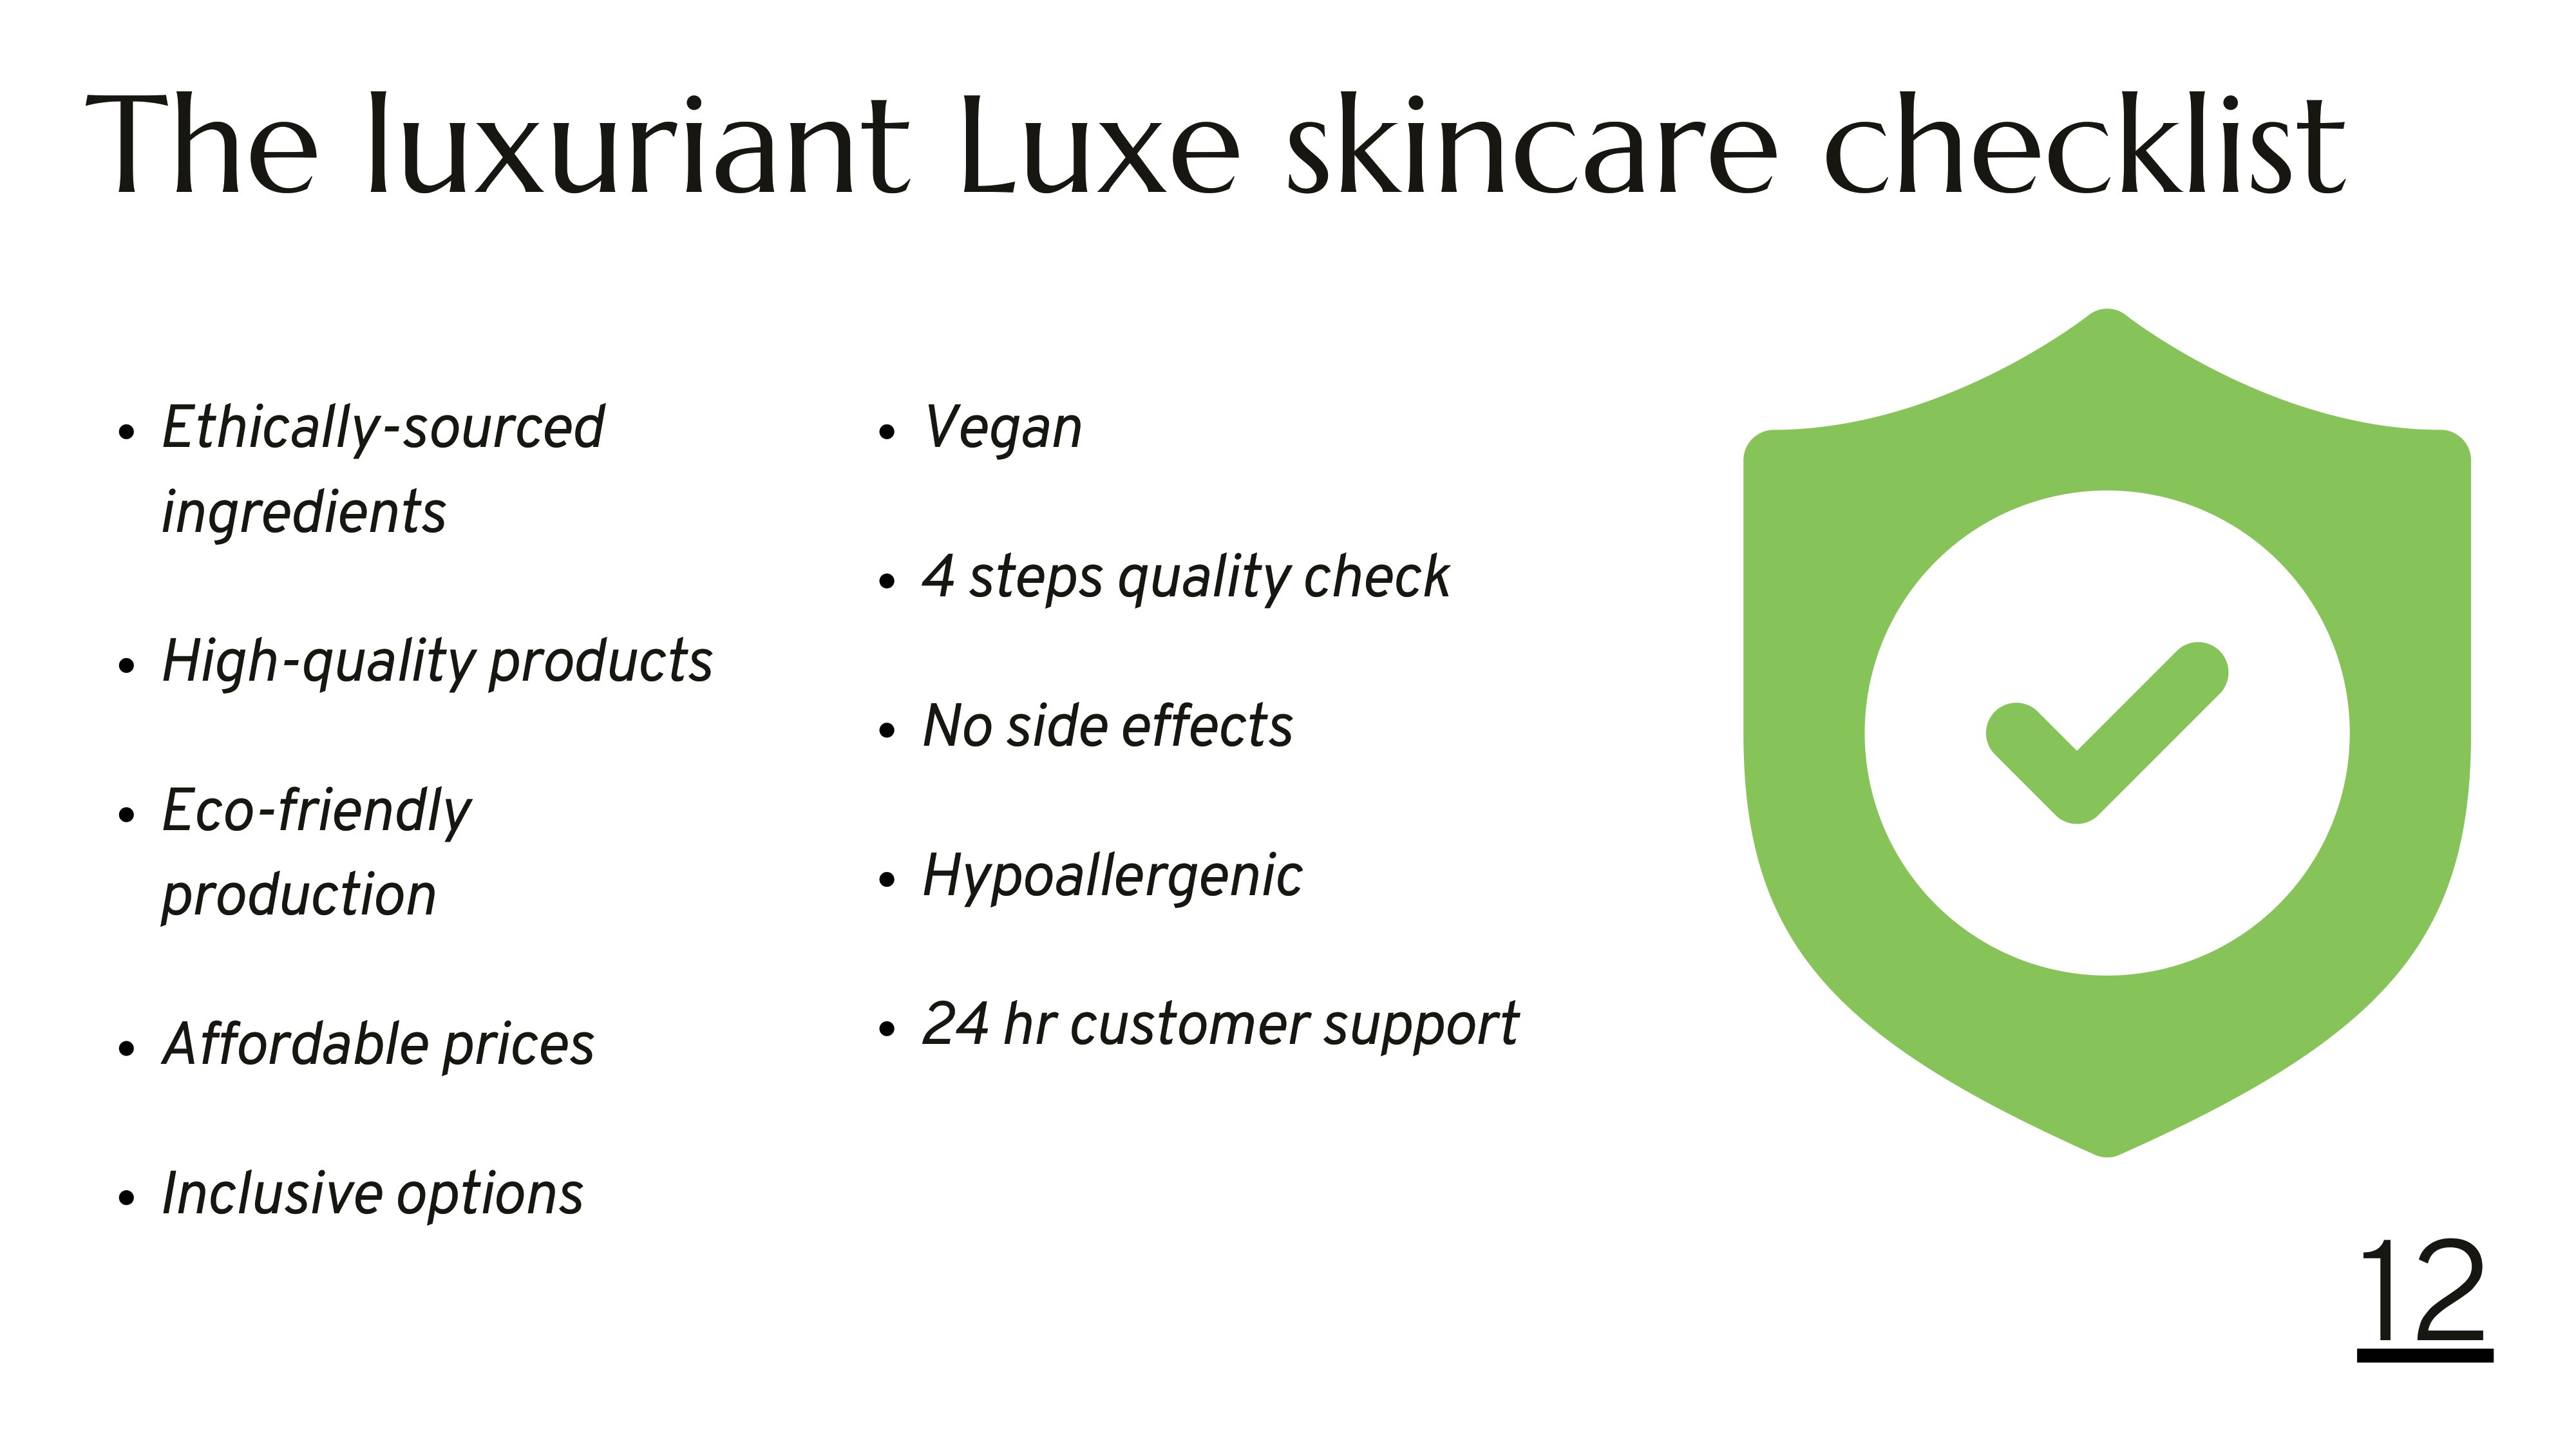 The luxuriant Luxe skincare checklist
• Ethically-sourced
ingredients
• High-quality products
• Eco-friendly
production
• Affordable prices
• Inclusive options
• Vegan
• 4 steps quality check
• No side effects
• Hypoallergenic
• 24 hr customer support
12